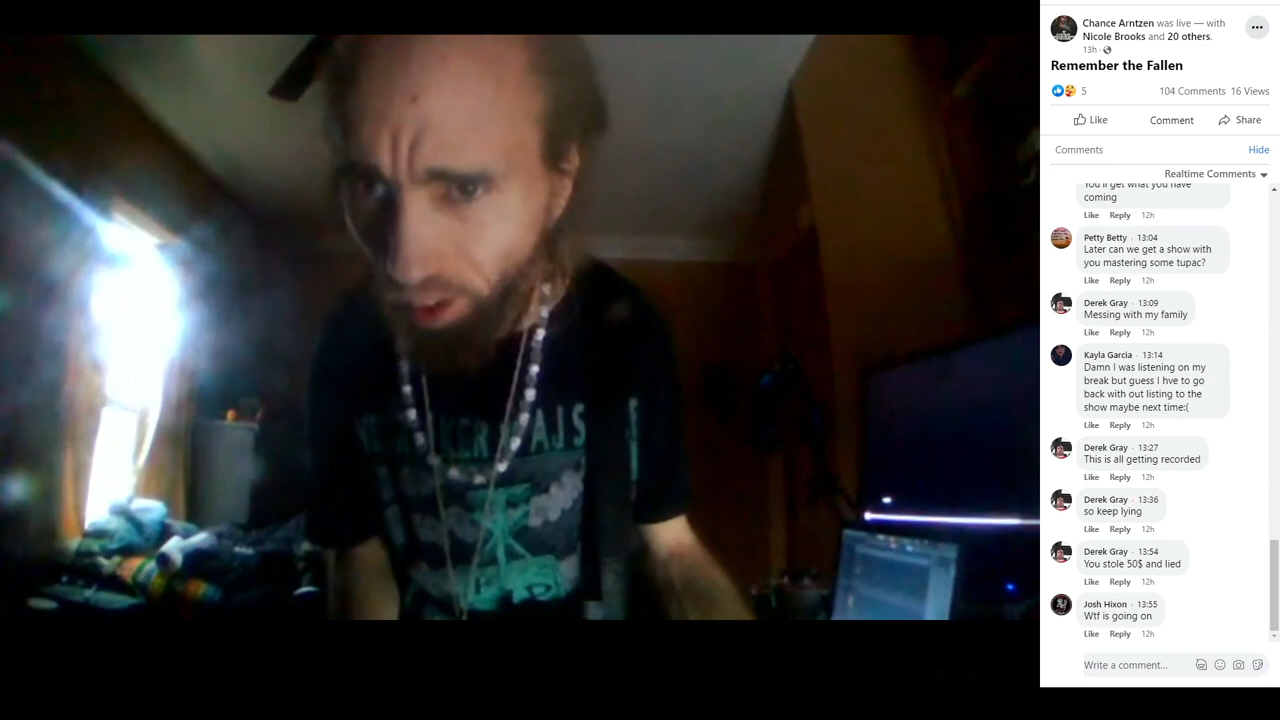 Chance Arntzen was live — with
Nicole Brooks and 20 others.
13h ·
Remember the Fallen
5
104 Comments 16 Views
Like
Comment
Share
Comments
Hide
Realtime Comments
You'll get what you have
coming
Like Reply 12h
Petty Betty · 13:04
Later can we get a show with
you mastering some tupac?
Like Reply 12h
Derek Gray · 13:09
Messing with my family
Like Reply 12h
Kayla Garcia · 13:14
Damn I was listening on my
break but guess I hve to go
back with out listing to the
show maybe next time:(
Like Reply 12h
Derek Gray · 13:27
This is all getting recorded
Like Reply 12h
Derek Gray · 13:36
so keep lying
Like Reply 12h
Derek Gray · 13:54
You stole 50$ and lied
Like Reply 12h
Josh Hixon · 13:55
Wtf is going on
Like Reply 12h
Write a comment...